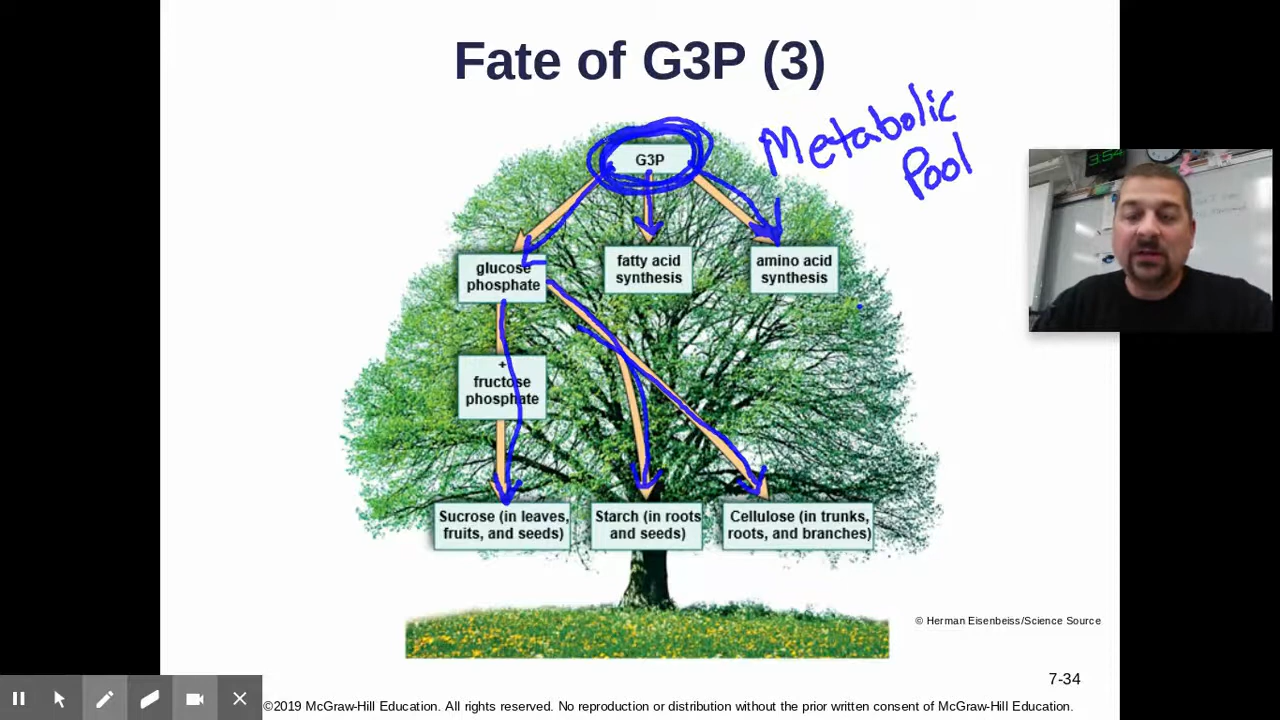 Fate of G3P (3)
Metabolic
Pool
G3P
3:54
glucose
phosphate
fatty acid
synthesis
amino acid
synthesis
+
fructose
phosphate
Sucrose (in leaves,
fruits, and seeds)
Starch (in roots
and seeds)
Cellulose (in trunks,
roots, and branches)
© Herman Eisenbeiss/Science Source
7-34
©2019 McGraw-Hill Education. All rights reserved. No reproduction or distribution without the prior written consent of McGraw-Hill Education.